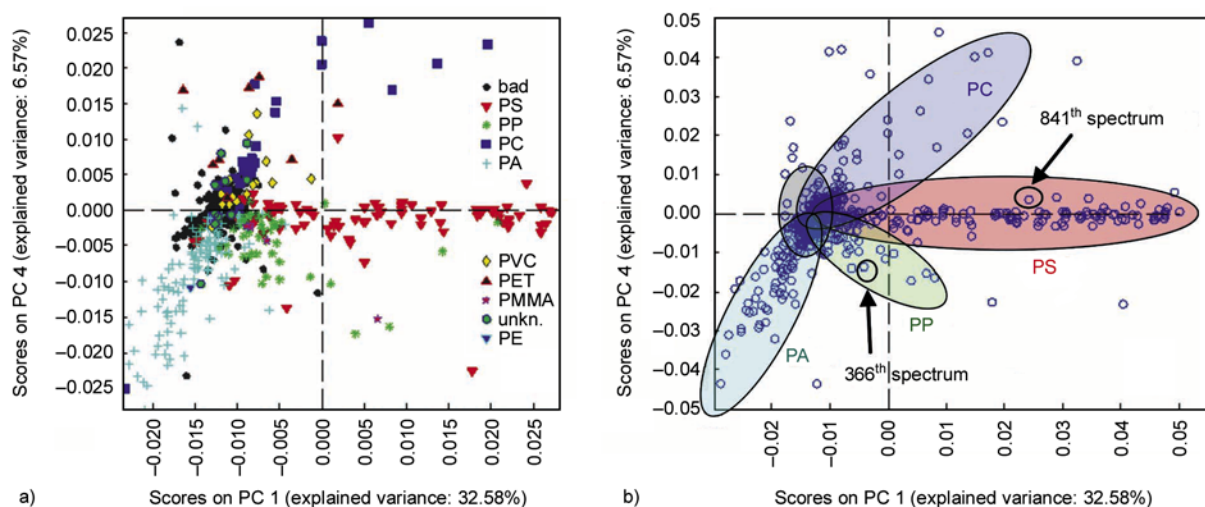 Scores on PC 4 (explained variance: 6.57%)
0.025
0.020
0.015
0.010
0.005
0.000
−0.005
−0.010
−0.015
−0.020
−0.025
bad
PS
PP
PC
PA
PVC
PET
PMMA
unkn.
PE
−0.020
−0.015
−0.010
−0.005
0.000
0.005
0.010
0.015
0.020
0.025
a)
Scores on PC 1 (explained variance: 32.58%)
Scores on PC 4 (explained variance: 6.57%)
0.05
0.04
0.03
0.02
0.01
0.00
−0.01
−0.02
−0.03
−0.04
−0.05
PC
841th spectrum
PS
PP
PA
366th spectrum
−0.02
−0.01
0.00
0.01
0.02
0.03
0.04
0.05
b)
Scores on PC 1 (explained variance: 32.58%)